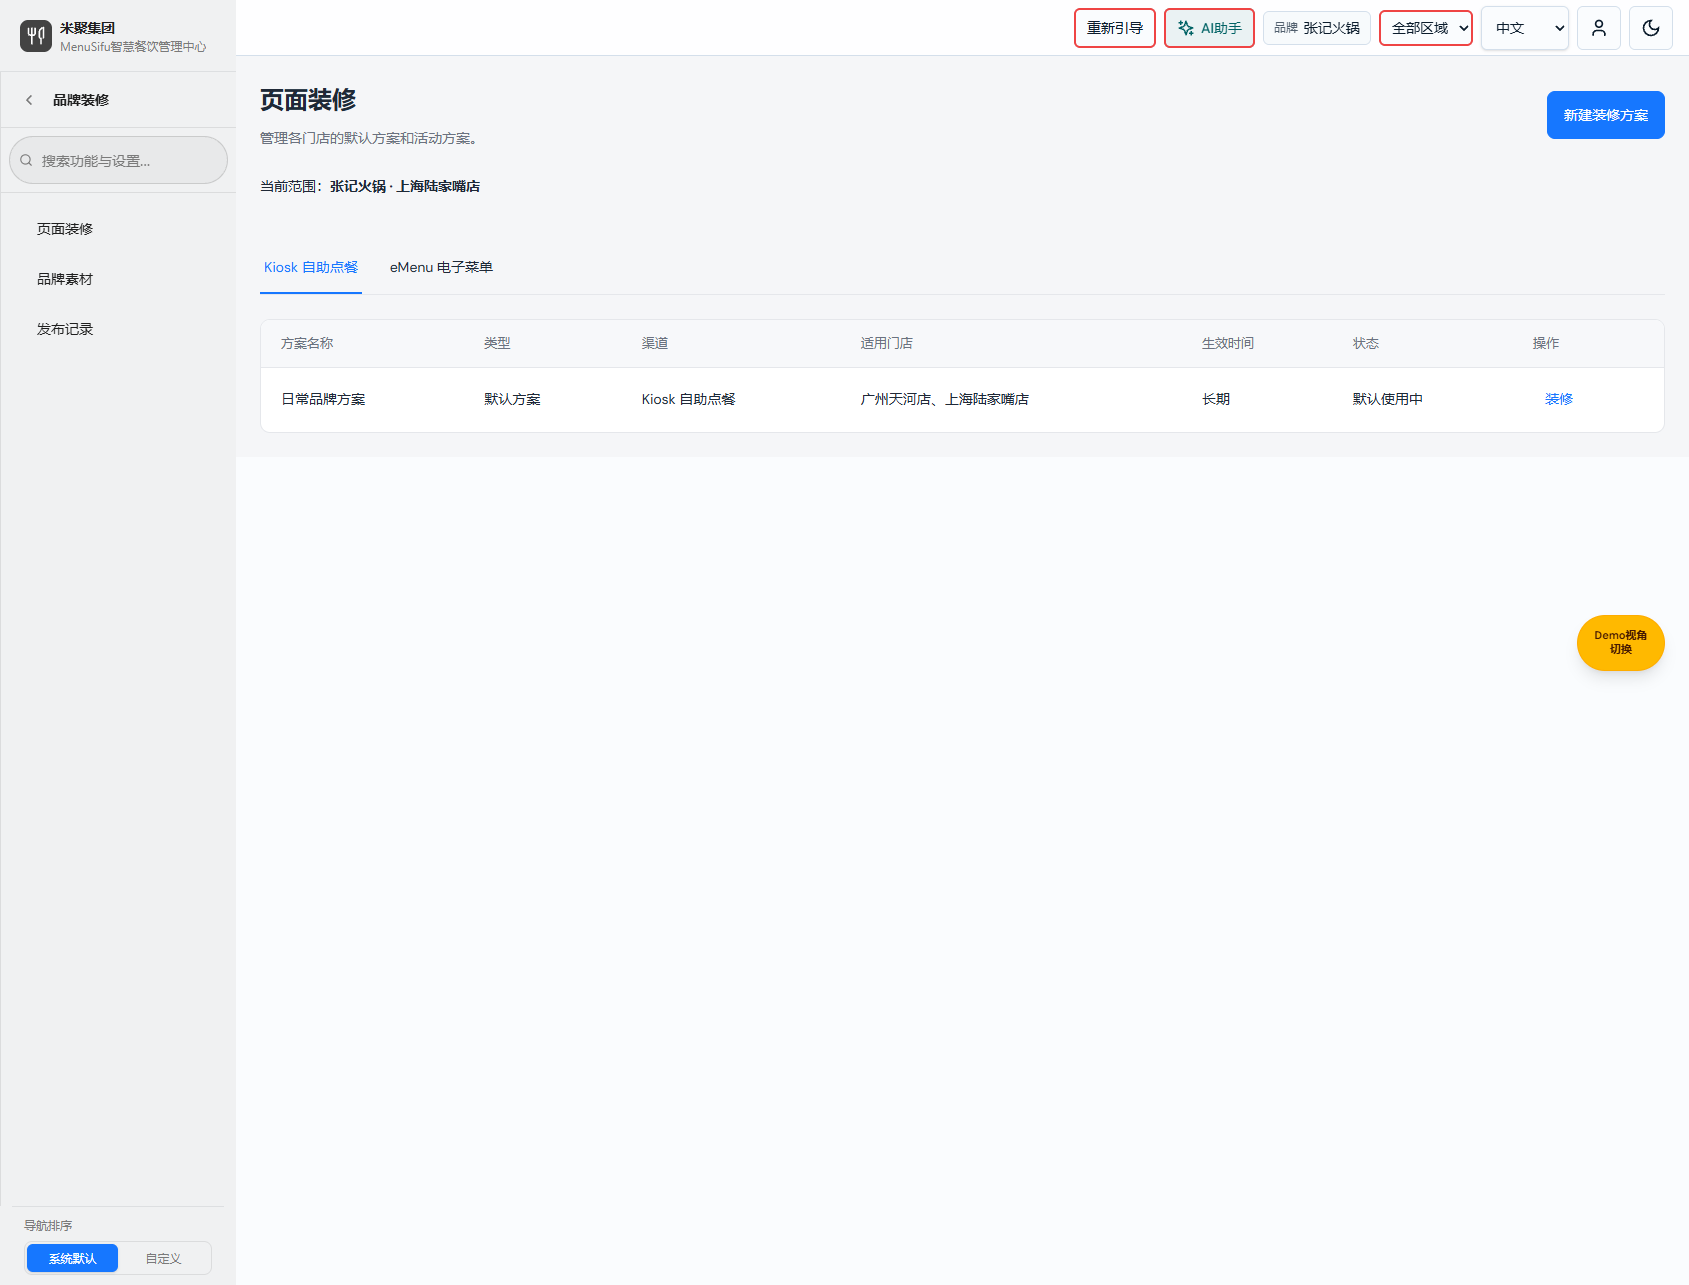 米聚集团
MenuSifu智慧餐饮管理中心
重新引导
AI助手
品牌 张记火锅
全部区域
中文
品牌装修
搜索功能与设置...
页面装修
品牌素材
发布记录
页面装修
管理各门店的默认方案和活动方案。
新建装修方案
当前范围：张记火锅 · 上海陆家嘴店
Kiosk 自助点餐
eMenu 电子菜单
方案名称 类型 渠道 适用门店 生效时间 状态 操作
日常品牌方案 默认方案 Kiosk 自助点餐 广州天河店、上海陆家嘴店 长期 默认使用中 装修
Demo视角
切换
导航排序
系统默认
自定义